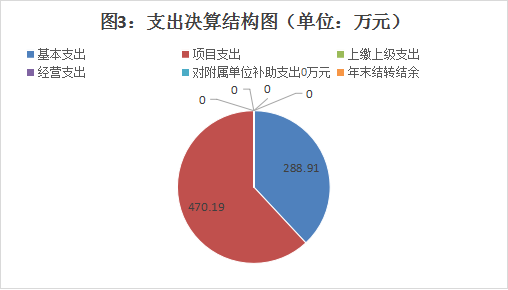 图3：支出决算结构图（单位：万元）
基本支出 项目支出 上缴上级支出
经营支出 对附属单位补助支出0万元 年末结转结余
0 0 0 0
288.91
470.19